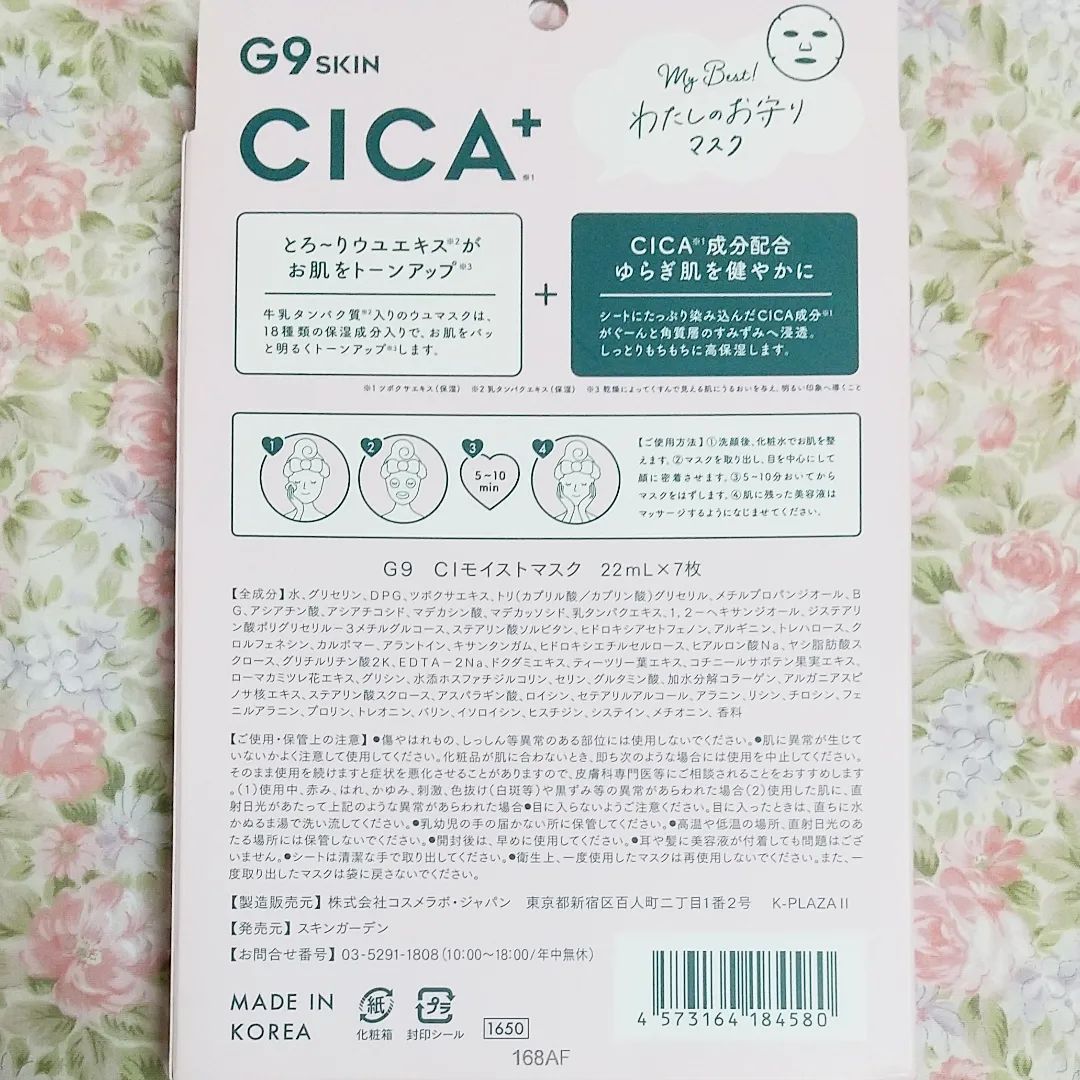 G9 SKIN
CICA+※1
My Best!
わたしのお守り
マスク
とろ〜りウユエキス※2が
お肌をトーンアップ※3
牛乳タンパク質※2入りのウユマスクは、
18種類の保湿成分入りで、お肌をパッ
と明るくトーンアップ※3します。
+
CICA※1成分配合
ゆらぎ肌を健やかに
シートにたっぷり染み込んだCICA成分※1
がぐーんと角質層のすみずみへ浸透。
しっとりもちもちに高保湿します。
※1 ツボクサエキス(保湿) ※2 乳タンパクエキス(保湿) ※3 乾燥によってくすんで見える肌にうるおいを与え、明るい印象へ導くこと
1
2
3
4
5~10
min
【ご使用方法】①洗顔後、化粧水でお肌を整
えます。②マスクを取り出し、目を中心にして
顔に密着させます。③5~10分おいてから
マスクをはずします。④肌に残った美容液は
マッサージするようになじませてください。
G9 CIモイストマスク 22mL×7枚
【全成分】水、グリセリン、DPG、ツボクサエキス、トリ(カプリル酸/カプリン酸)グリセリル、メチルプロパンジオール、B
G、アシアチン酸、アシアチコシド、マデカシン酸、マデカッソシド、乳タンパクエキス、1,2-ヘキサンジオール、ジステアリ
ン酸ポリグリセリル-3メチルグルコース、ステアリン酸ソルビタン、ヒドロキシアセトフェノン、アルギニン、トレハロース、ク
ロルフェネシン、カルボマー、アラントイン、キサンタンガム、ヒドロキシエチルセルロース、ヒアルロン酸Na、ヤシ脂肪酸ス
クロース、グリチルリチン酸2K、EDTA-2Na、ドクダミエキス、ティーツリー葉エキス、コチニールサボテン果実エキス、
ローマカミツレ花エキス、グリシン、水添ホスファチジルコリン、セリン、グルタミン酸、加水分解コラーゲン、アルガニアスピ
ノサ核エキス、ステアリン酸スクロース、アスパラギン酸、ロイシン、セテアリルアルコール、アラニン、リシン、チロシン、フェ
ニルアラニン、プロリン、トレオニン、バリン、イソロイシン、ヒスチジン、システイン、メチオニン、香料
【ご使用・保管上の注意】●傷やはれもの、しっしん等異常のある部位には使用しないでください。●肌に異常が生じて
いないかよく注意して使用してください。化粧品が肌に合わないとき、即ち次のような場合には使用を中止してください。
そのまま使用を続けますと症状を悪化させることがありますので、皮膚科専門医等にご相談されることをおすすめします
。(1)使用中、赤み、はれ、かゆみ、刺激、色抜け(白斑等)や黒ずみ等の異常があらわれた場合(2)使用した肌に、直
射日光があたって上記のような異常があらわれた場合●目に入らないようご注意ください。目に入ったときは、直ちに水
かぬるま湯で洗い流してください。●乳幼児の手の届かない所に保管してください。●高温や低温の場所、直射日光のあ
たる場所には保管しないでください。●開封後は、早めに使用してください。●耳や髪に美容液が付着しても問題はござ
いません。●シートは清潔な手で取り出してください。●衛生上、一度使用したマスクは再使用しないでください。また、一
度取り出したマスクは袋に戻さないでください。
【製造販売元】株式会社コスメラボ・ジャパン 東京都新宿区百人町二丁目1番2号 K-PLAZAⅡ
【発売元】スキンガーデン
【お問合せ番号】03-5291-1808(10:00~18:00/年中無休)
MADE IN
KOREA
紙
化粧箱
プラ
封印シール
1650
4 573164 184580
168AF